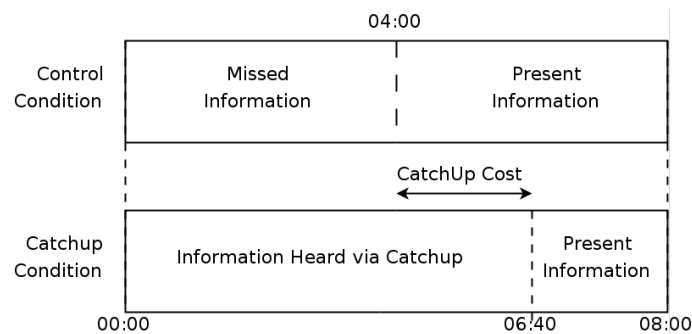 04:00
Control
Condition
Missed
Information
Present
Information
CatchUp Cost
Catchup
Condition
Information Heard via Catchup
Present
Information
00:00
06:40
08:00